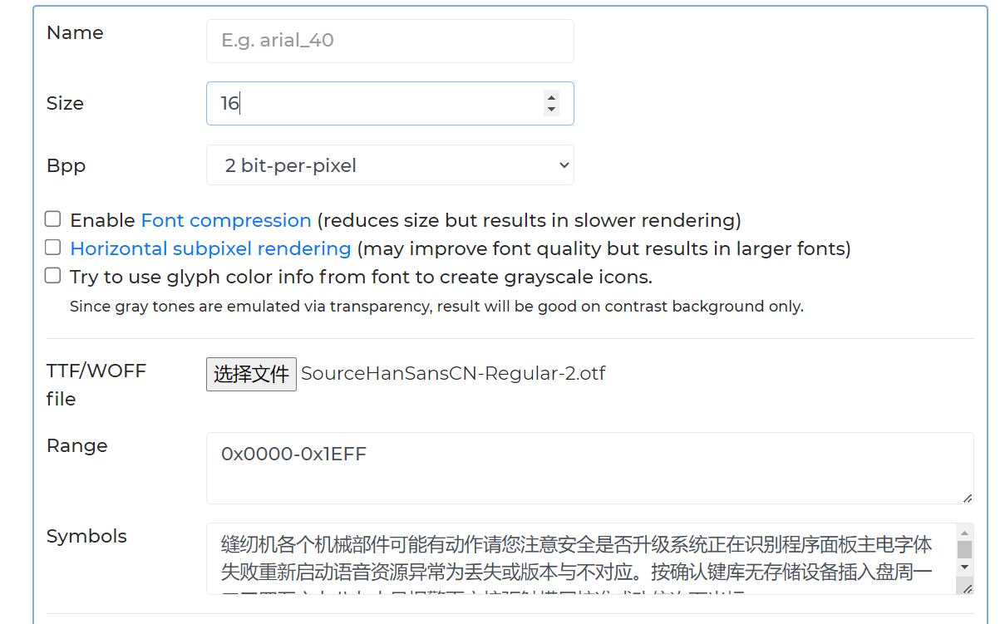 Name
E.g. arial_40
Size
16
Bpp
2 bit-per-pixel
Enable Font compression (reduces size but results in slower rendering)
Horizontal subpixel rendering (may improve font quality but results in larger fonts)
Try to use glyph color info from font to create grayscale icons.
Since gray tones are emulated via transparency, result will be good on contrast background only.
TTF/WOFF
file
选择文件 SourceHanSansCN-Regular-2.otf
Range
0x0000-0x1EFF
Symbols
缝纫机各个机械部件可能有动作请您注意安全是否升级系统正在识别程序面板主电字体
失败重新启动语音资源异常为丢失或版本与不对应。按确认键库无存储设备插入盘周一